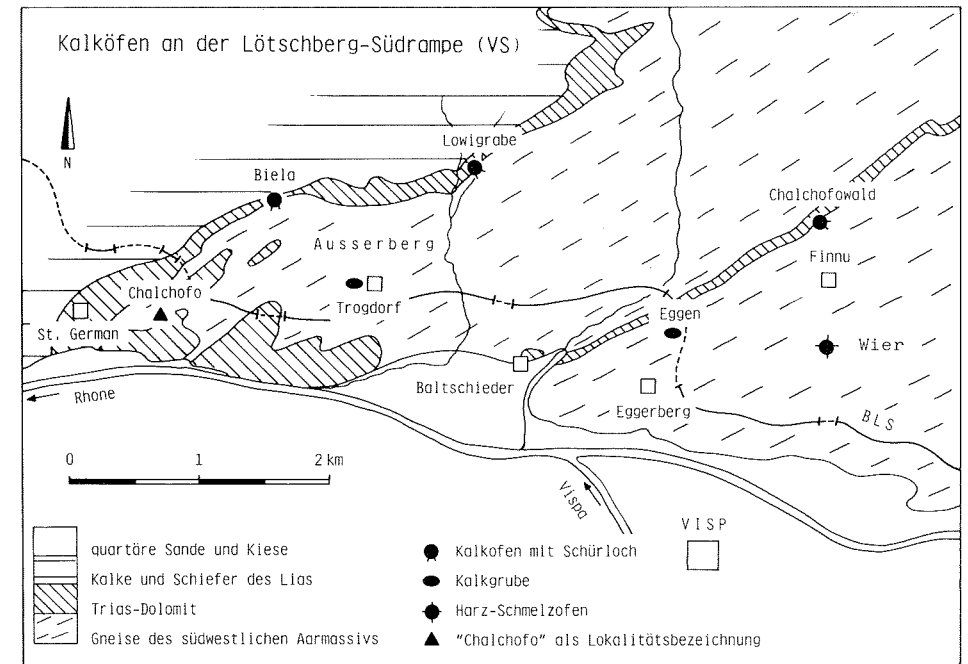 Kalköfen an der Lötschberg-Südrampe (VS)
N
Lowigrabe
Biela
Chalchofowald
Ausserberg
Finnu
Chalchofo
Trogdorf
Eggen
St. German
Wier
Baltschieder
Rhone
Eggerberg
BLS
0 1 2 km
Vispa
VISP
quartäre Sande und Kiese
Kalke und Schiefer des Lias
Trias-Dolomit
Gneise des südwestlichen Aarmassivs
Kalkofen mit Schürloch
Kalkgrube
Harz-Schmelzofen
"Chalchofo" als Lokalitätsbezeichnung